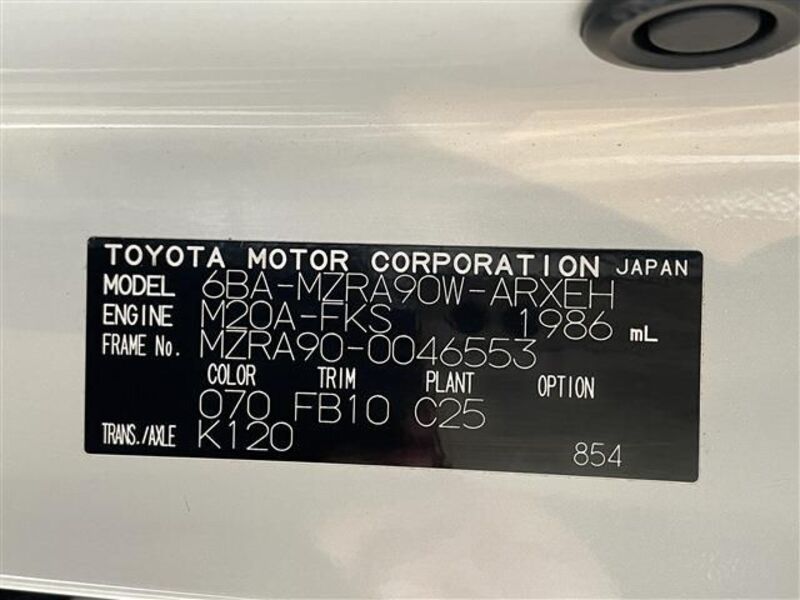 TOYOTA MOTOR CORPORATION JAPAN
MODEL 6BA-MZRA90W-ARXEH
ENGINE M20A-FKS 1986 mL
FRAME No. MZRA90-0046553
COLOR TRIM PLANT OPTION
070 FB10 C25
TRANS./AXLE K120
854